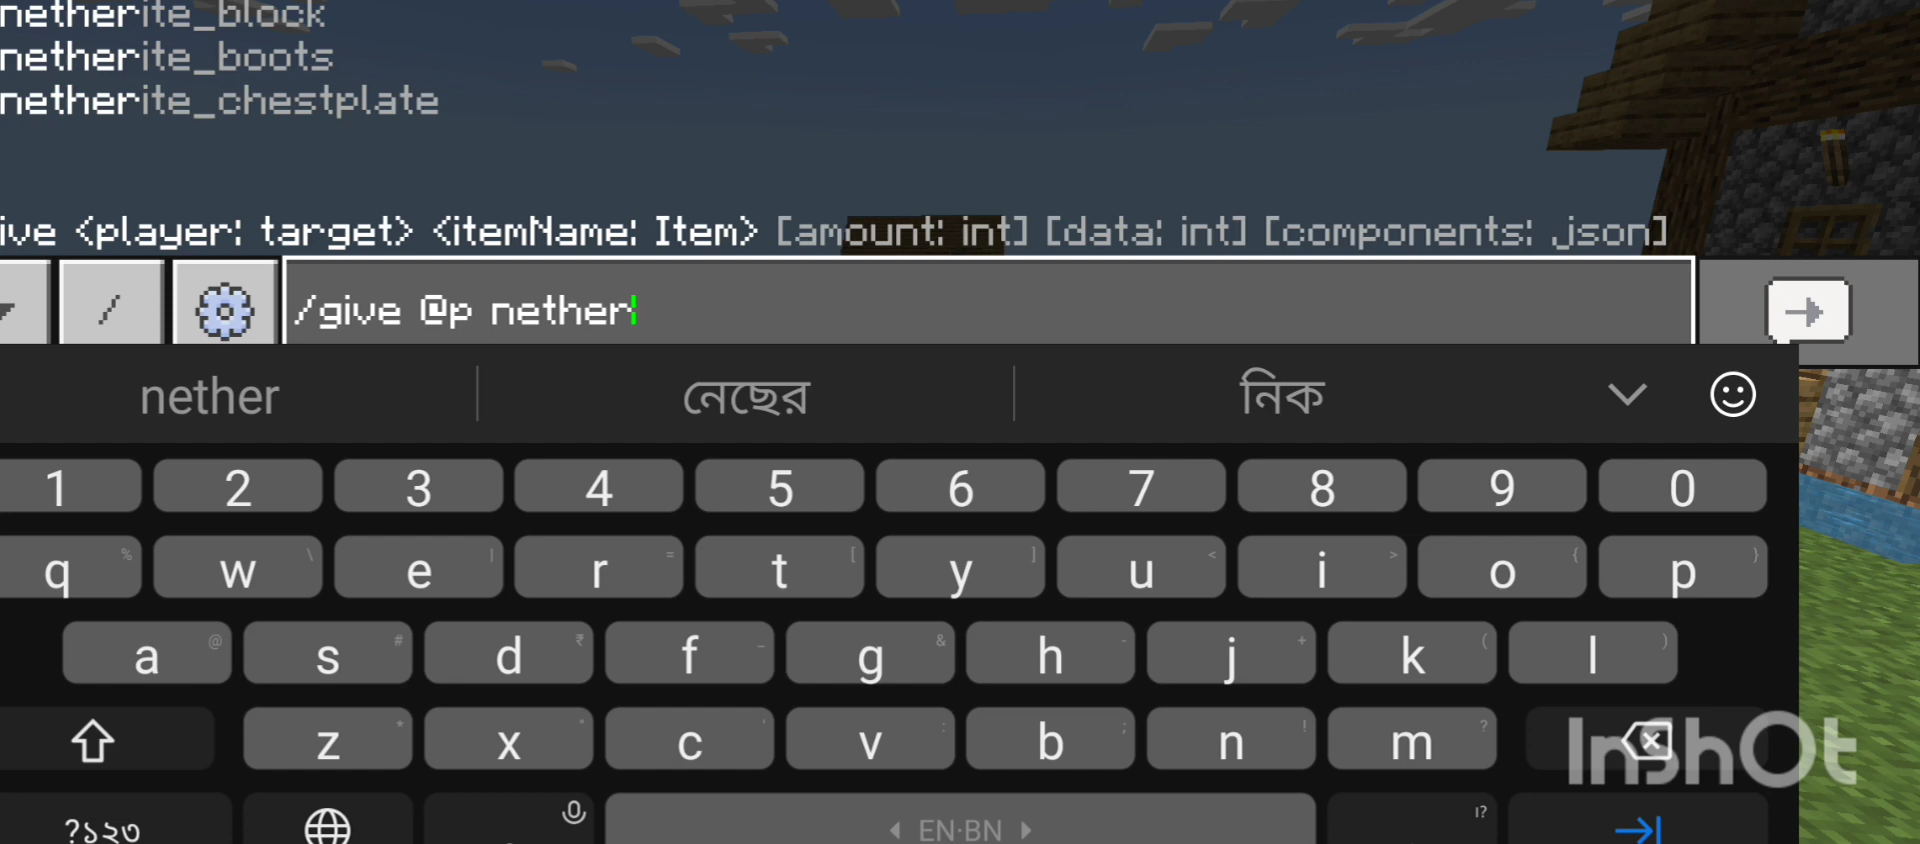 netherite_block
netherite_boots
netherite_chestplate
ive <player: target> <itemName: Item> [amount: int] [data: int] [components: json]
/
/give @p nether
nether নেছের নিক
1 2 3 4 5 6 7 8 9 0
q % w \ e | r = t [ y ] u < i > o { p }
a @ s # d ₹ f _ g & h - j + k ( l )
z * x " c ' v : b ; n ! m ?
InShOt
?১২৩ EN·BN !?